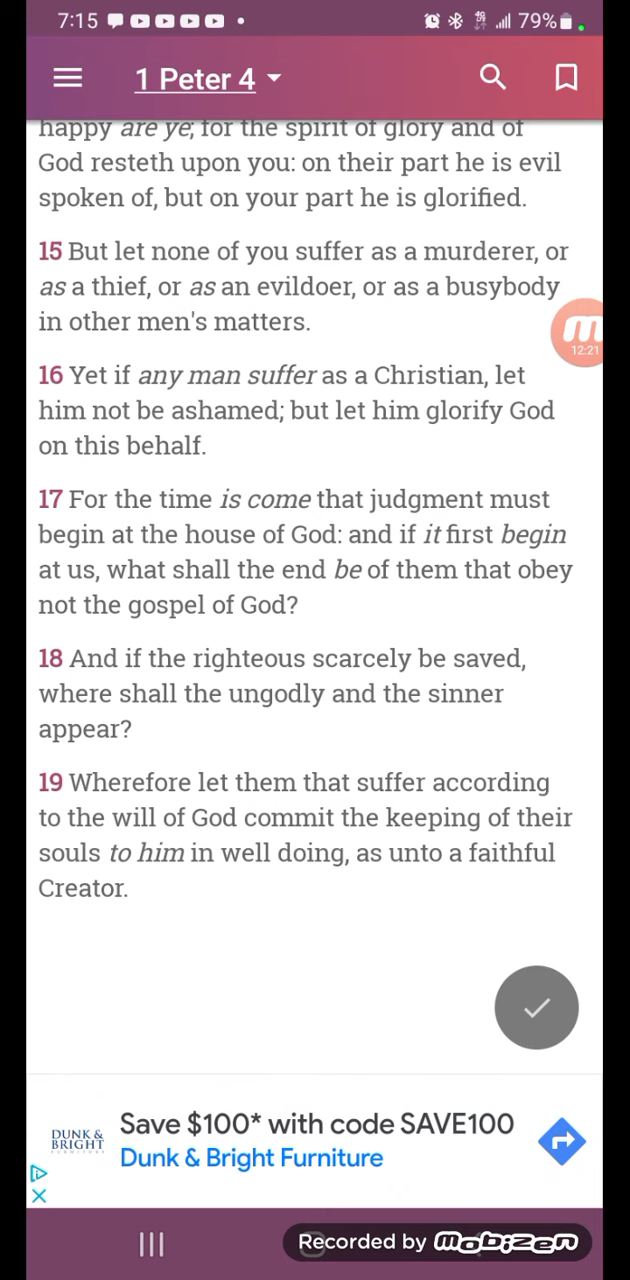 7:15
79%
1 Peter 4
happy are ye; for the spirit of glory and of
God resteth upon you: on their part he is evil
spoken of, but on your part he is glorified.
15 But let none of you suffer as a murderer, or
as a thief, or as an evildoer, or as a busybody
in other men's matters.
12:21
16 Yet if any man suffer as a Christian, let
him not be ashamed; but let him glorify God
on this behalf.
17 For the time is come that judgment must
begin at the house of God: and if it first begin
at us, what shall the end be of them that obey
not the gospel of God?
18 And if the righteous scarcely be saved,
where shall the ungodly and the sinner
appear?
19 Wherefore let them that suffer according
to the will of God commit the keeping of their
souls to him in well doing, as unto a faithful
Creator.
DUNK &
BRIGHT
FURNITURE
Save $100* with code SAVE100
Dunk & Bright Furniture
Recorded by mobizen